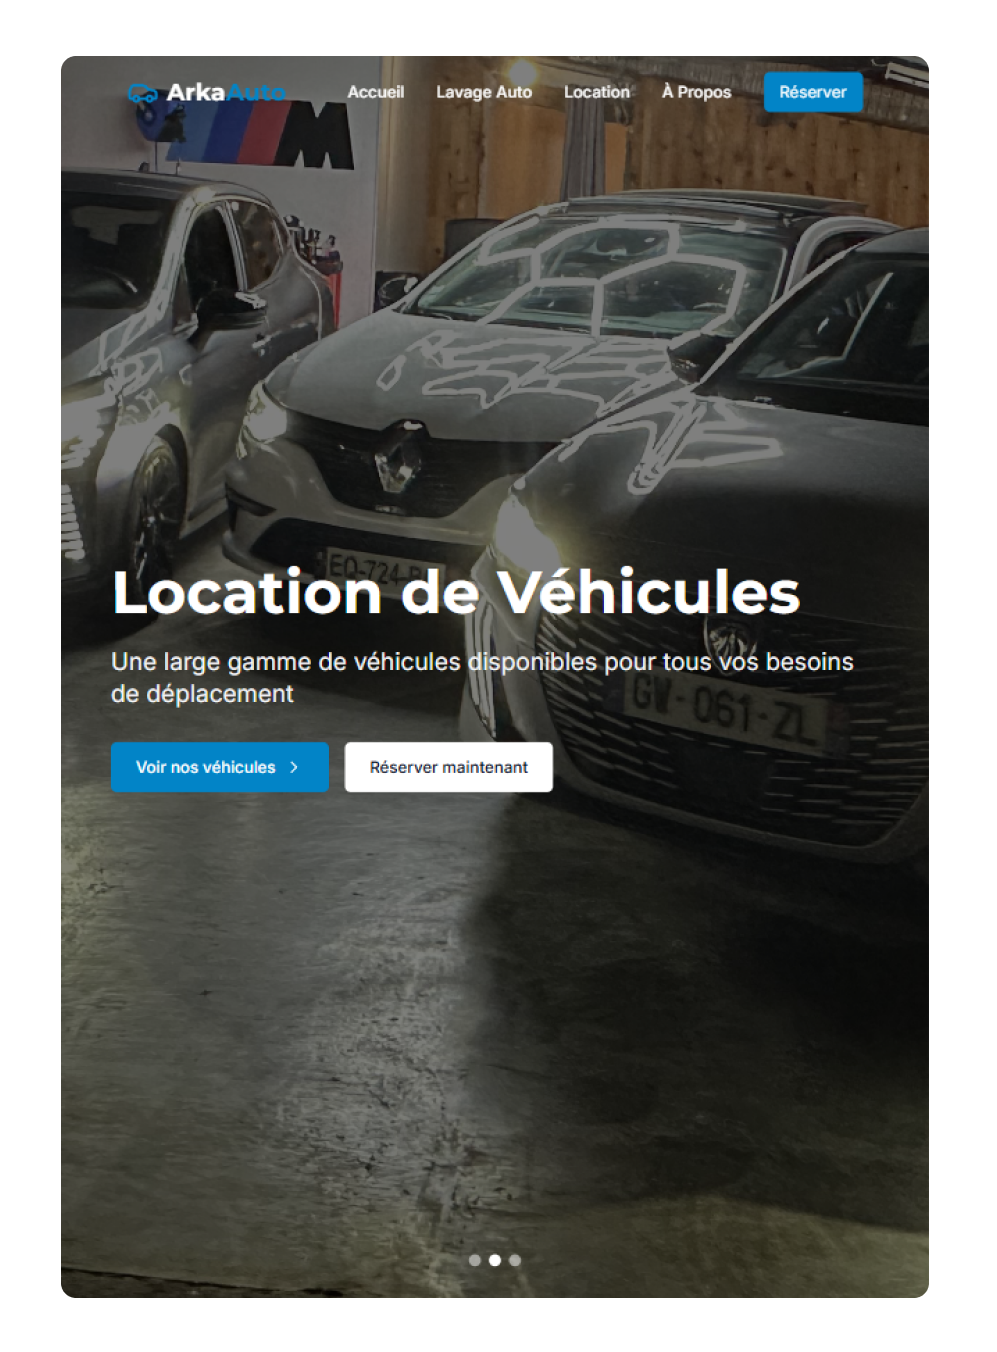 ArkaAuto
Accueil
Lavage Auto
Location
À Propos
Réserver
M
Location de Véhicules
Une large gamme de véhicules disponibles pour tous vos besoins
de déplacement
GV-061-ZL
Voir nos véhicules
Réserver maintenant